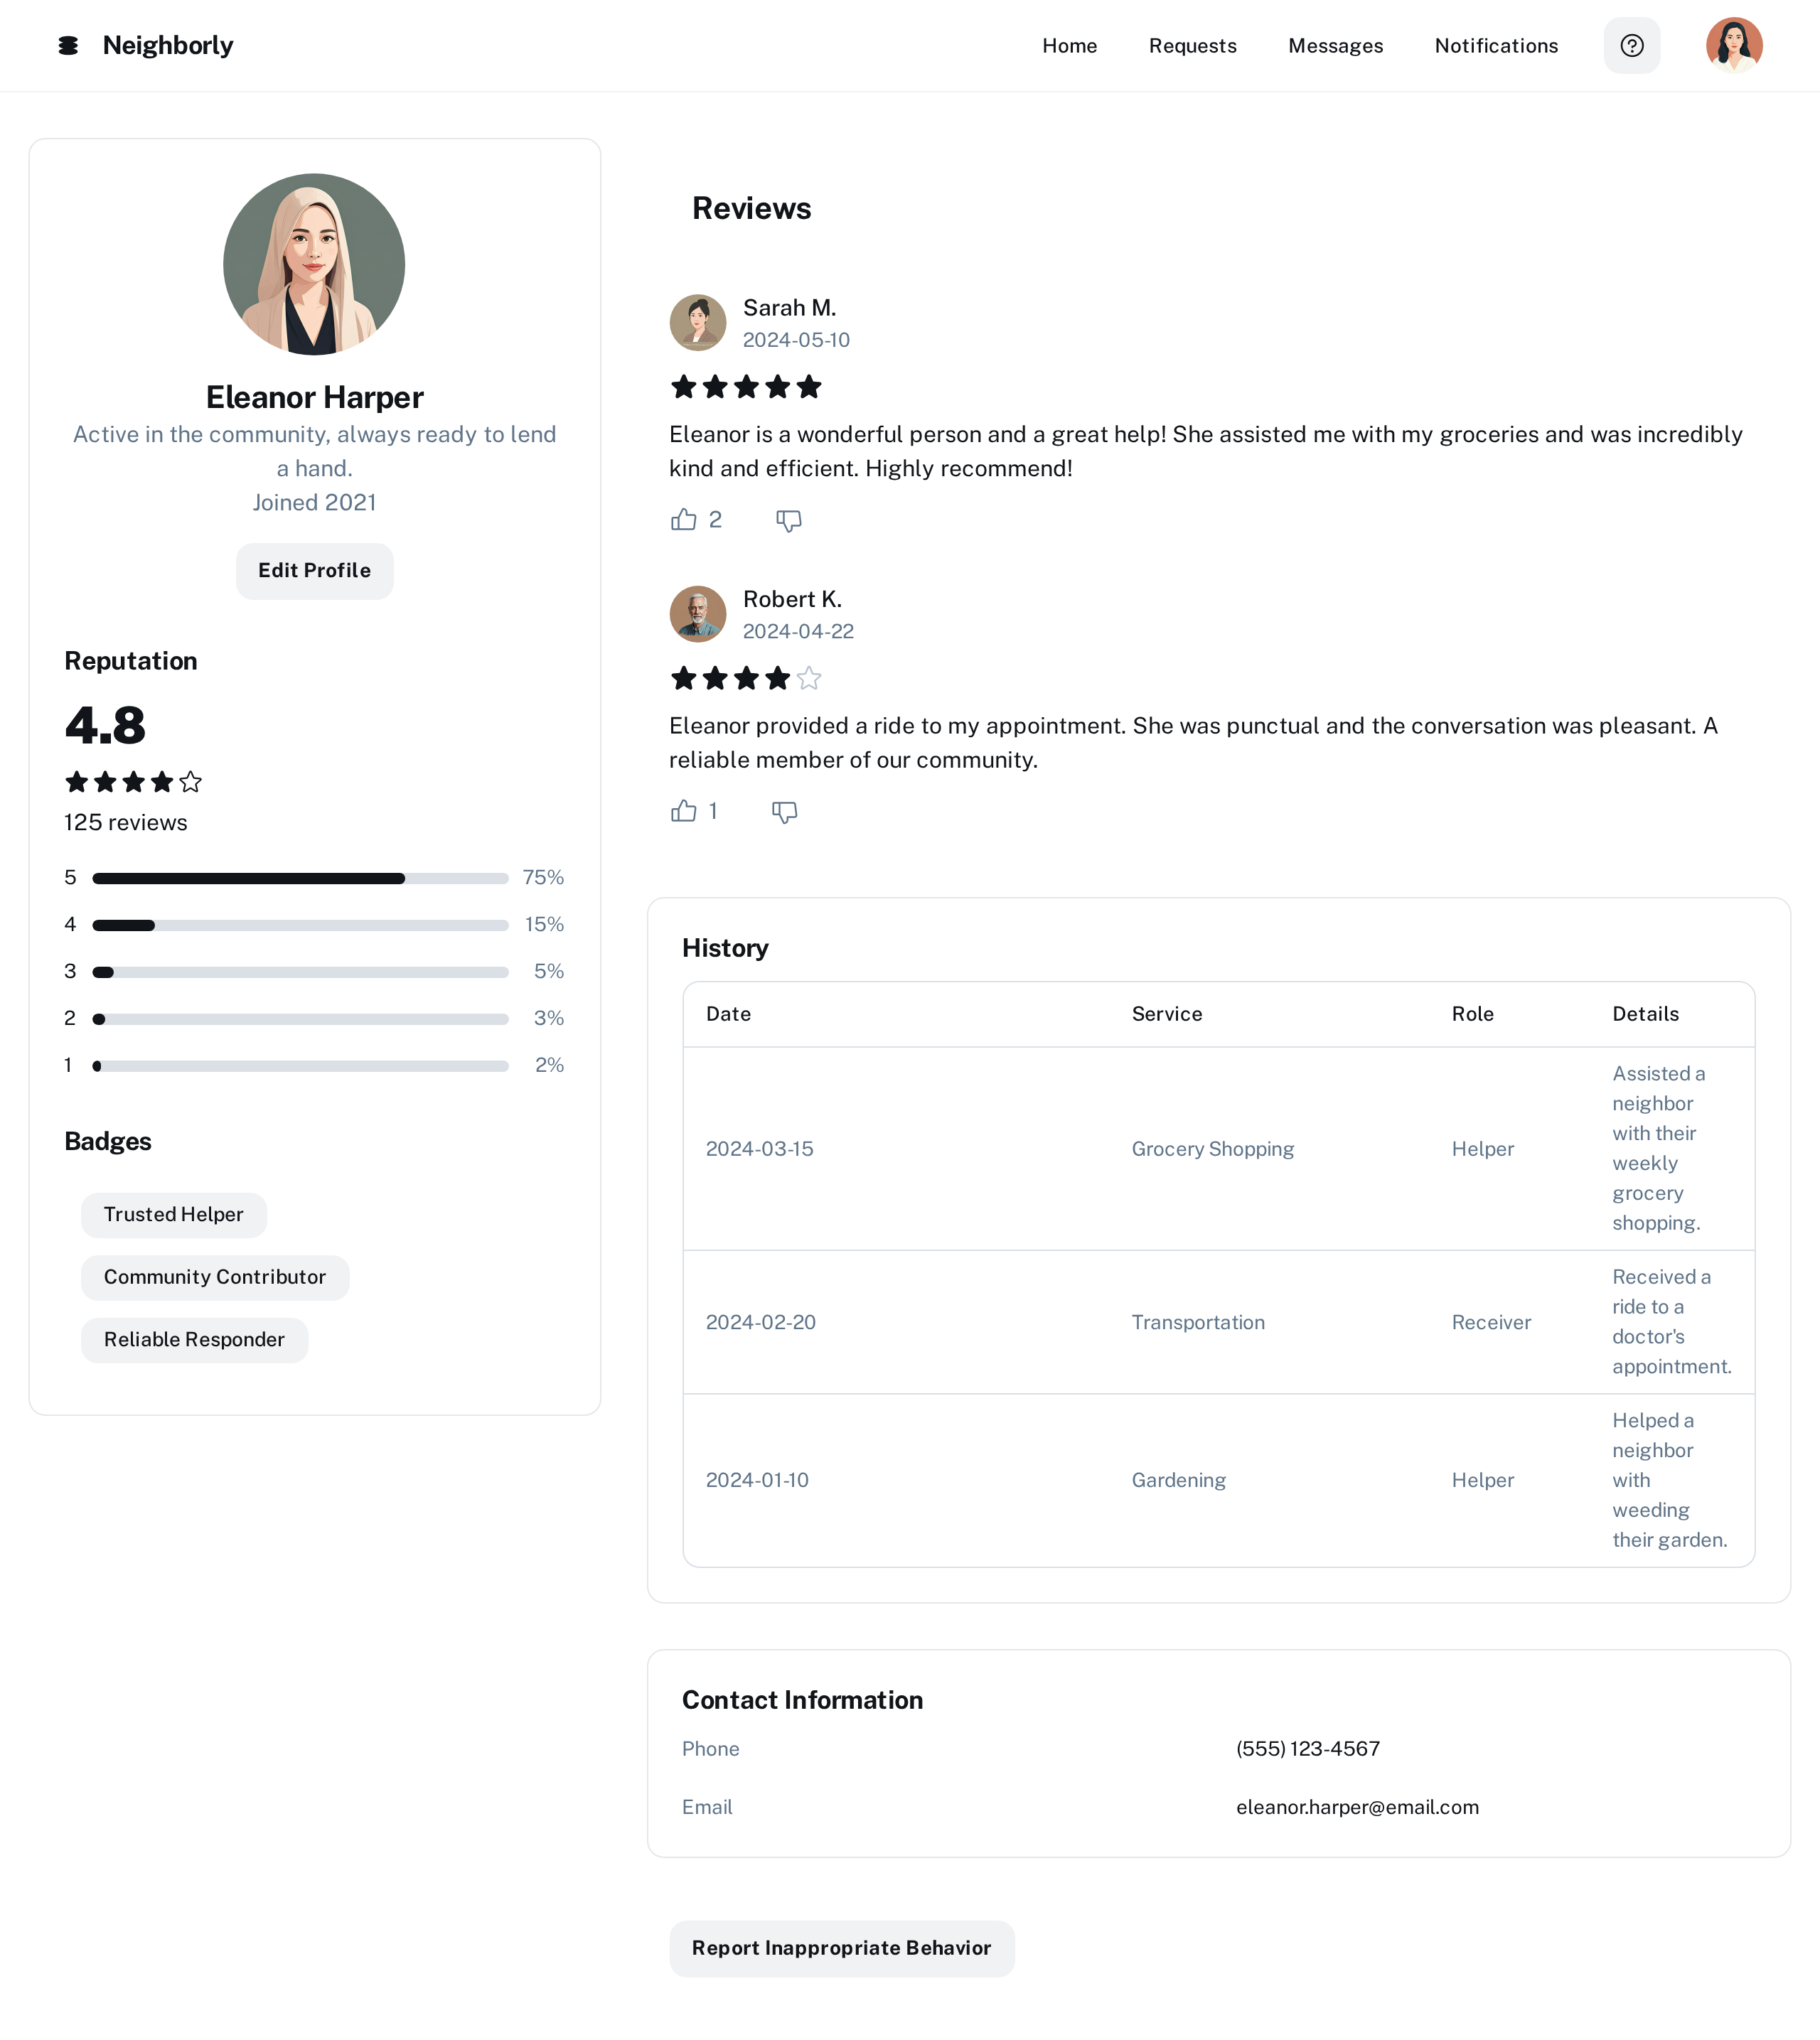 Neighborly
Home
Requests
Messages
Notifications
Eleanor Harper
Active in the community, always ready to lend
a hand.
Joined 2021
Edit Profile
Reputation
4.8
125 reviews
5 75%
4 15%
3 5%
2 3%
1 2%
Badges
Trusted Helper
Community Contributor
Reliable Responder
Reviews
Sarah M.
2024-05-10
Eleanor is a wonderful person and a great help! She assisted me with my groceries and was incredibly
kind and efficient. Highly recommend!
2
Robert K.
2024-04-22
Eleanor provided a ride to my appointment. She was punctual and the conversation was pleasant. A
reliable member of our community.
1
History
Date Service Role Details
2024-03-15 Grocery Shopping Helper
Assisted a
neighbor
with their
weekly
grocery
shopping.
2024-02-20 Transportation Receiver
Received a
ride to a
doctor's
appointment.
2024-01-10 Gardening Helper
Helped a
neighbor
with
weeding
their garden.
Contact Information
Phone (555) 123-4567
Email eleanor.harper@email.com
Report Inappropriate Behavior